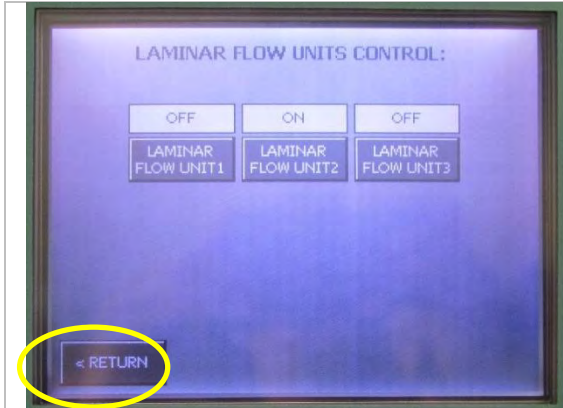 LAMINAR FLOW UNITS CONTROL:
OFF ON OFF
LAMINAR LAMINAR LAMINAR
FLOW UNIT1 FLOW UNIT2 FLOW UNIT3
< RETURN